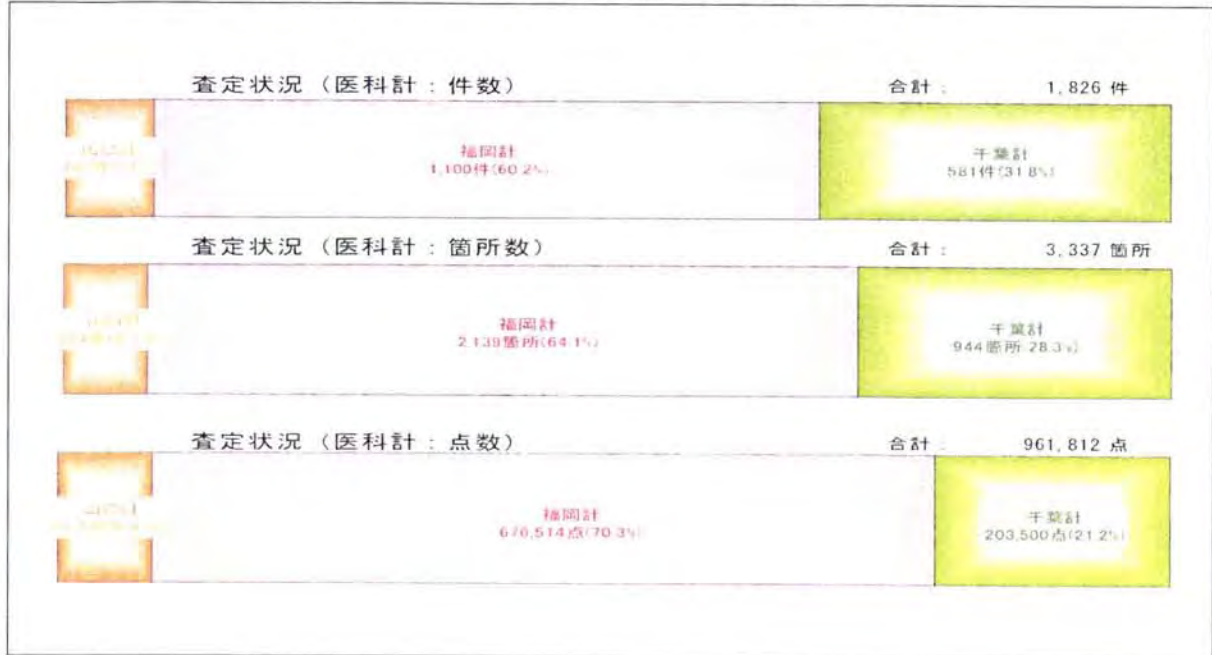 査定状況（医科計：件数）
合計： 1,826 件
福岡計
1,100件(60.2%)
千葉計
581件(31.8%)
査定状況（医科計：箇所数）
合計： 3,337 箇所
福岡計
2,139箇所(64.1%)
千葉計
944箇所(28.3%)
査定状況（医科計：点数）
合計： 961,812 点
福岡計
676,514点(70.3%)
千葉計
203,500点(21.2%)